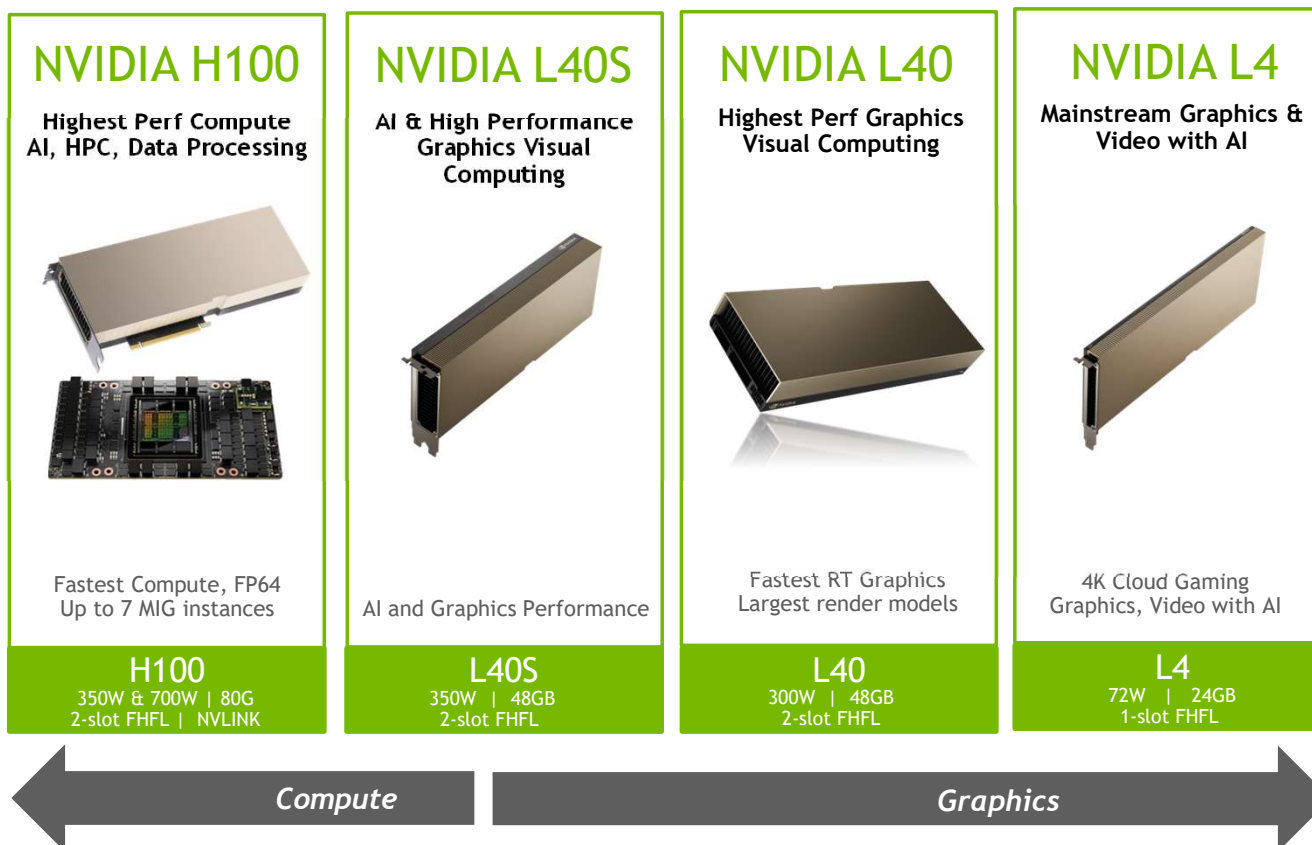 NVIDIA H100
Highest Perf Compute
AI, HPC, Data Processing
Fastest Compute, FP64
Up to 7 MIG instances
H100
350W & 700W | 80G
2-slot FHFL | NVLINK
NVIDIA L40S
AI & High Performance
Graphics Visual
Computing
AI and Graphics Performance
L40S
350W | 48GB
2-slot FHFL
NVIDIA L40
Highest Perf Graphics
Visual Computing
Fastest RT Graphics
Largest render models
L40
300W | 48GB
2-slot FHFL
NVIDIA L4
Mainstream Graphics &
Video with AI
4K Cloud Gaming
Graphics, Video with AI
L4
72W | 24GB
1-slot FHFL
Compute
Graphics